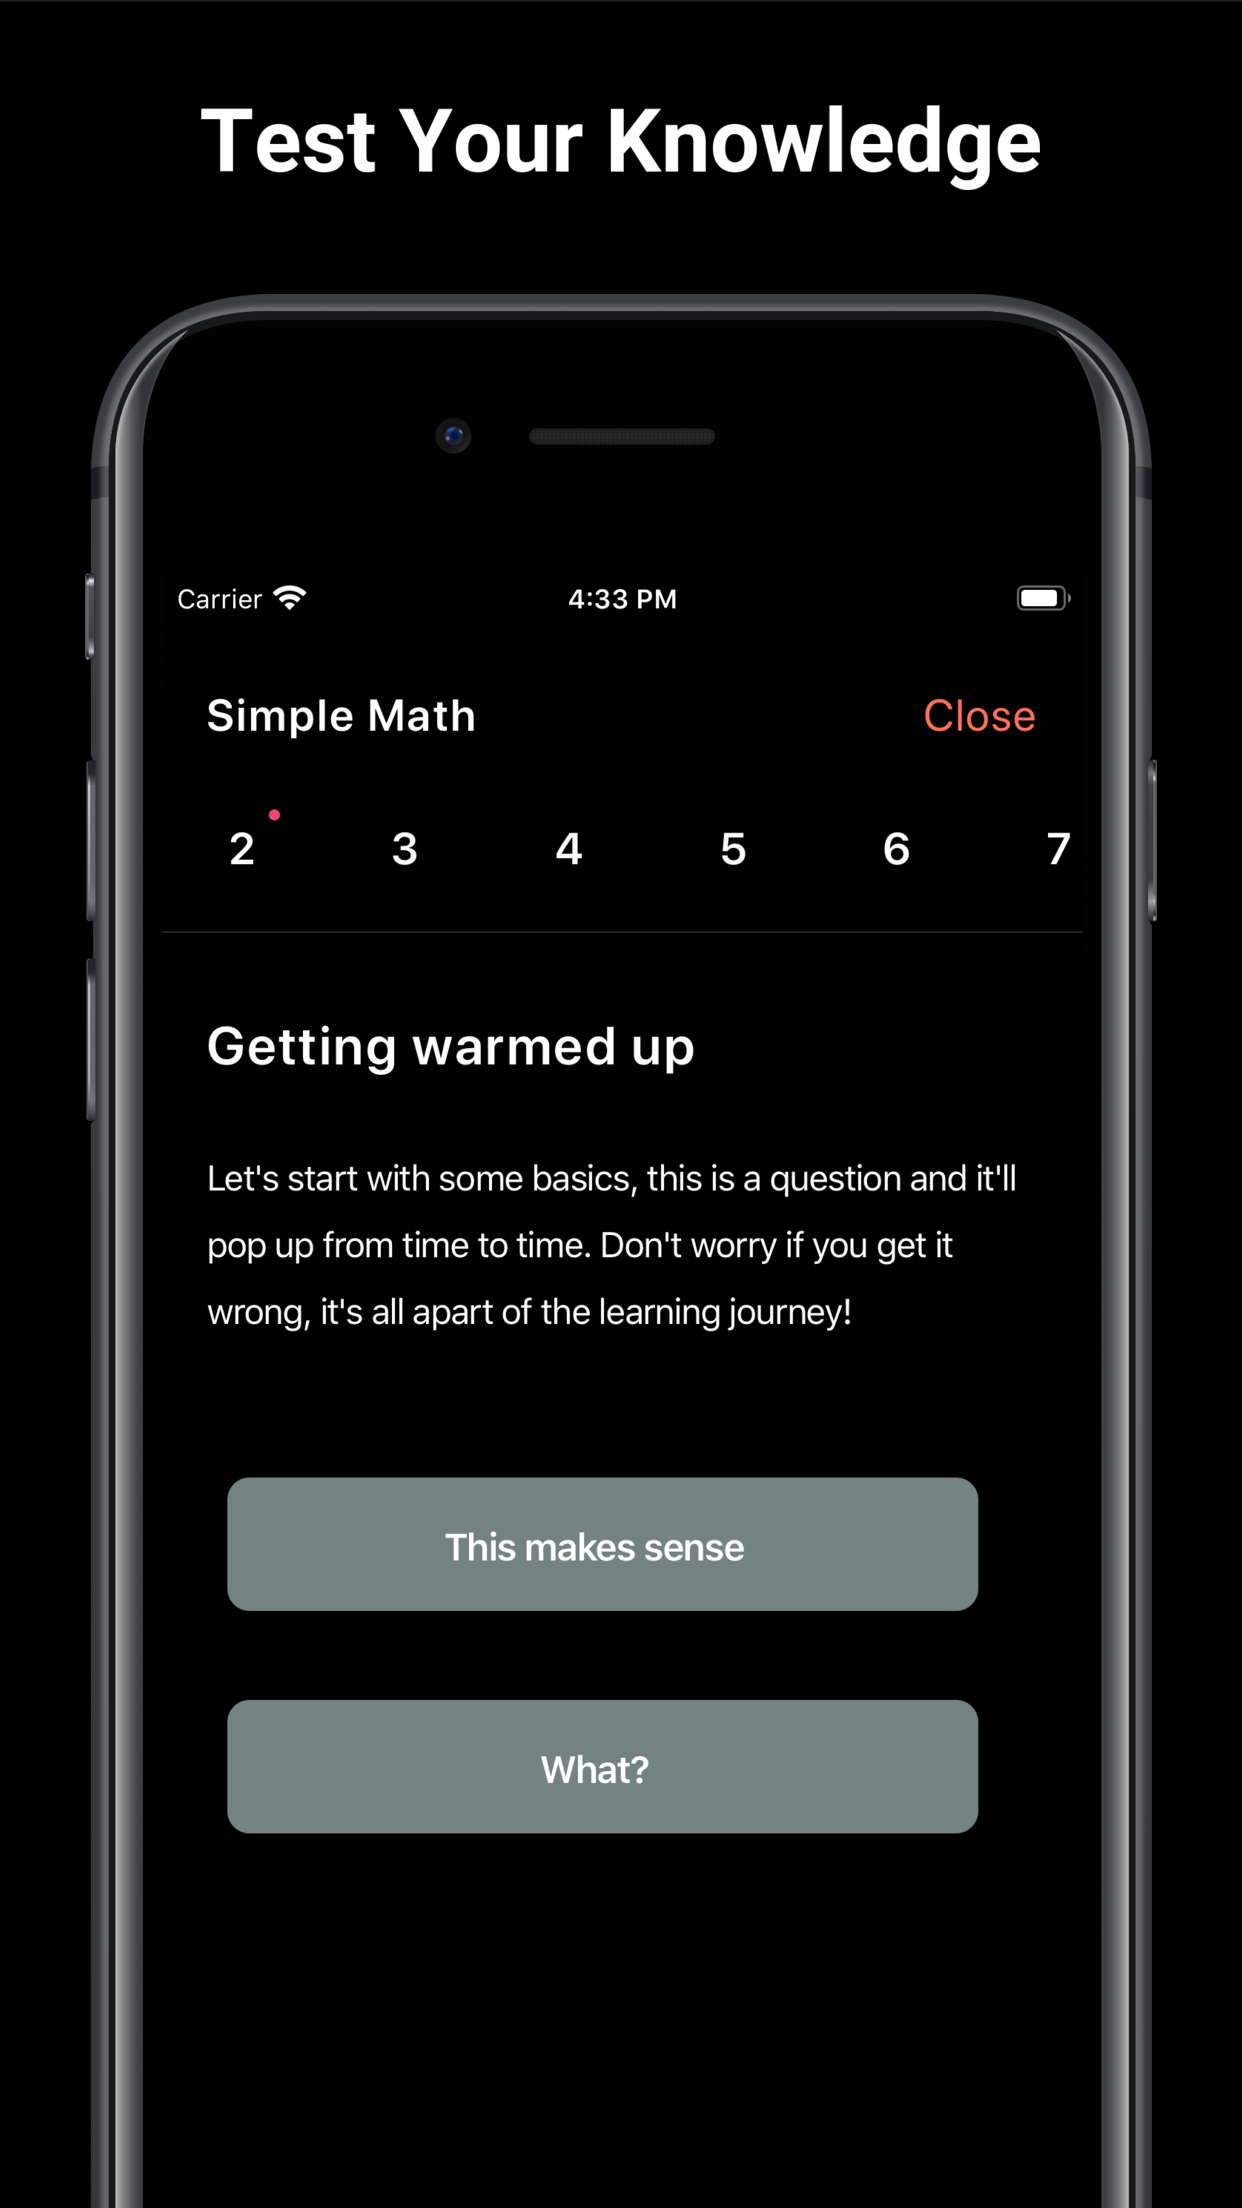 Test Your Knowledge
Carrier 4:33 PM
Simple Math Close
2 3 4 5 6 7
Getting warmed up
Let's start with some basics, this is a question and it'll
pop up from time to time. Don't worry if you get it
wrong, it's all apart of the learning journey!
This makes sense
What?